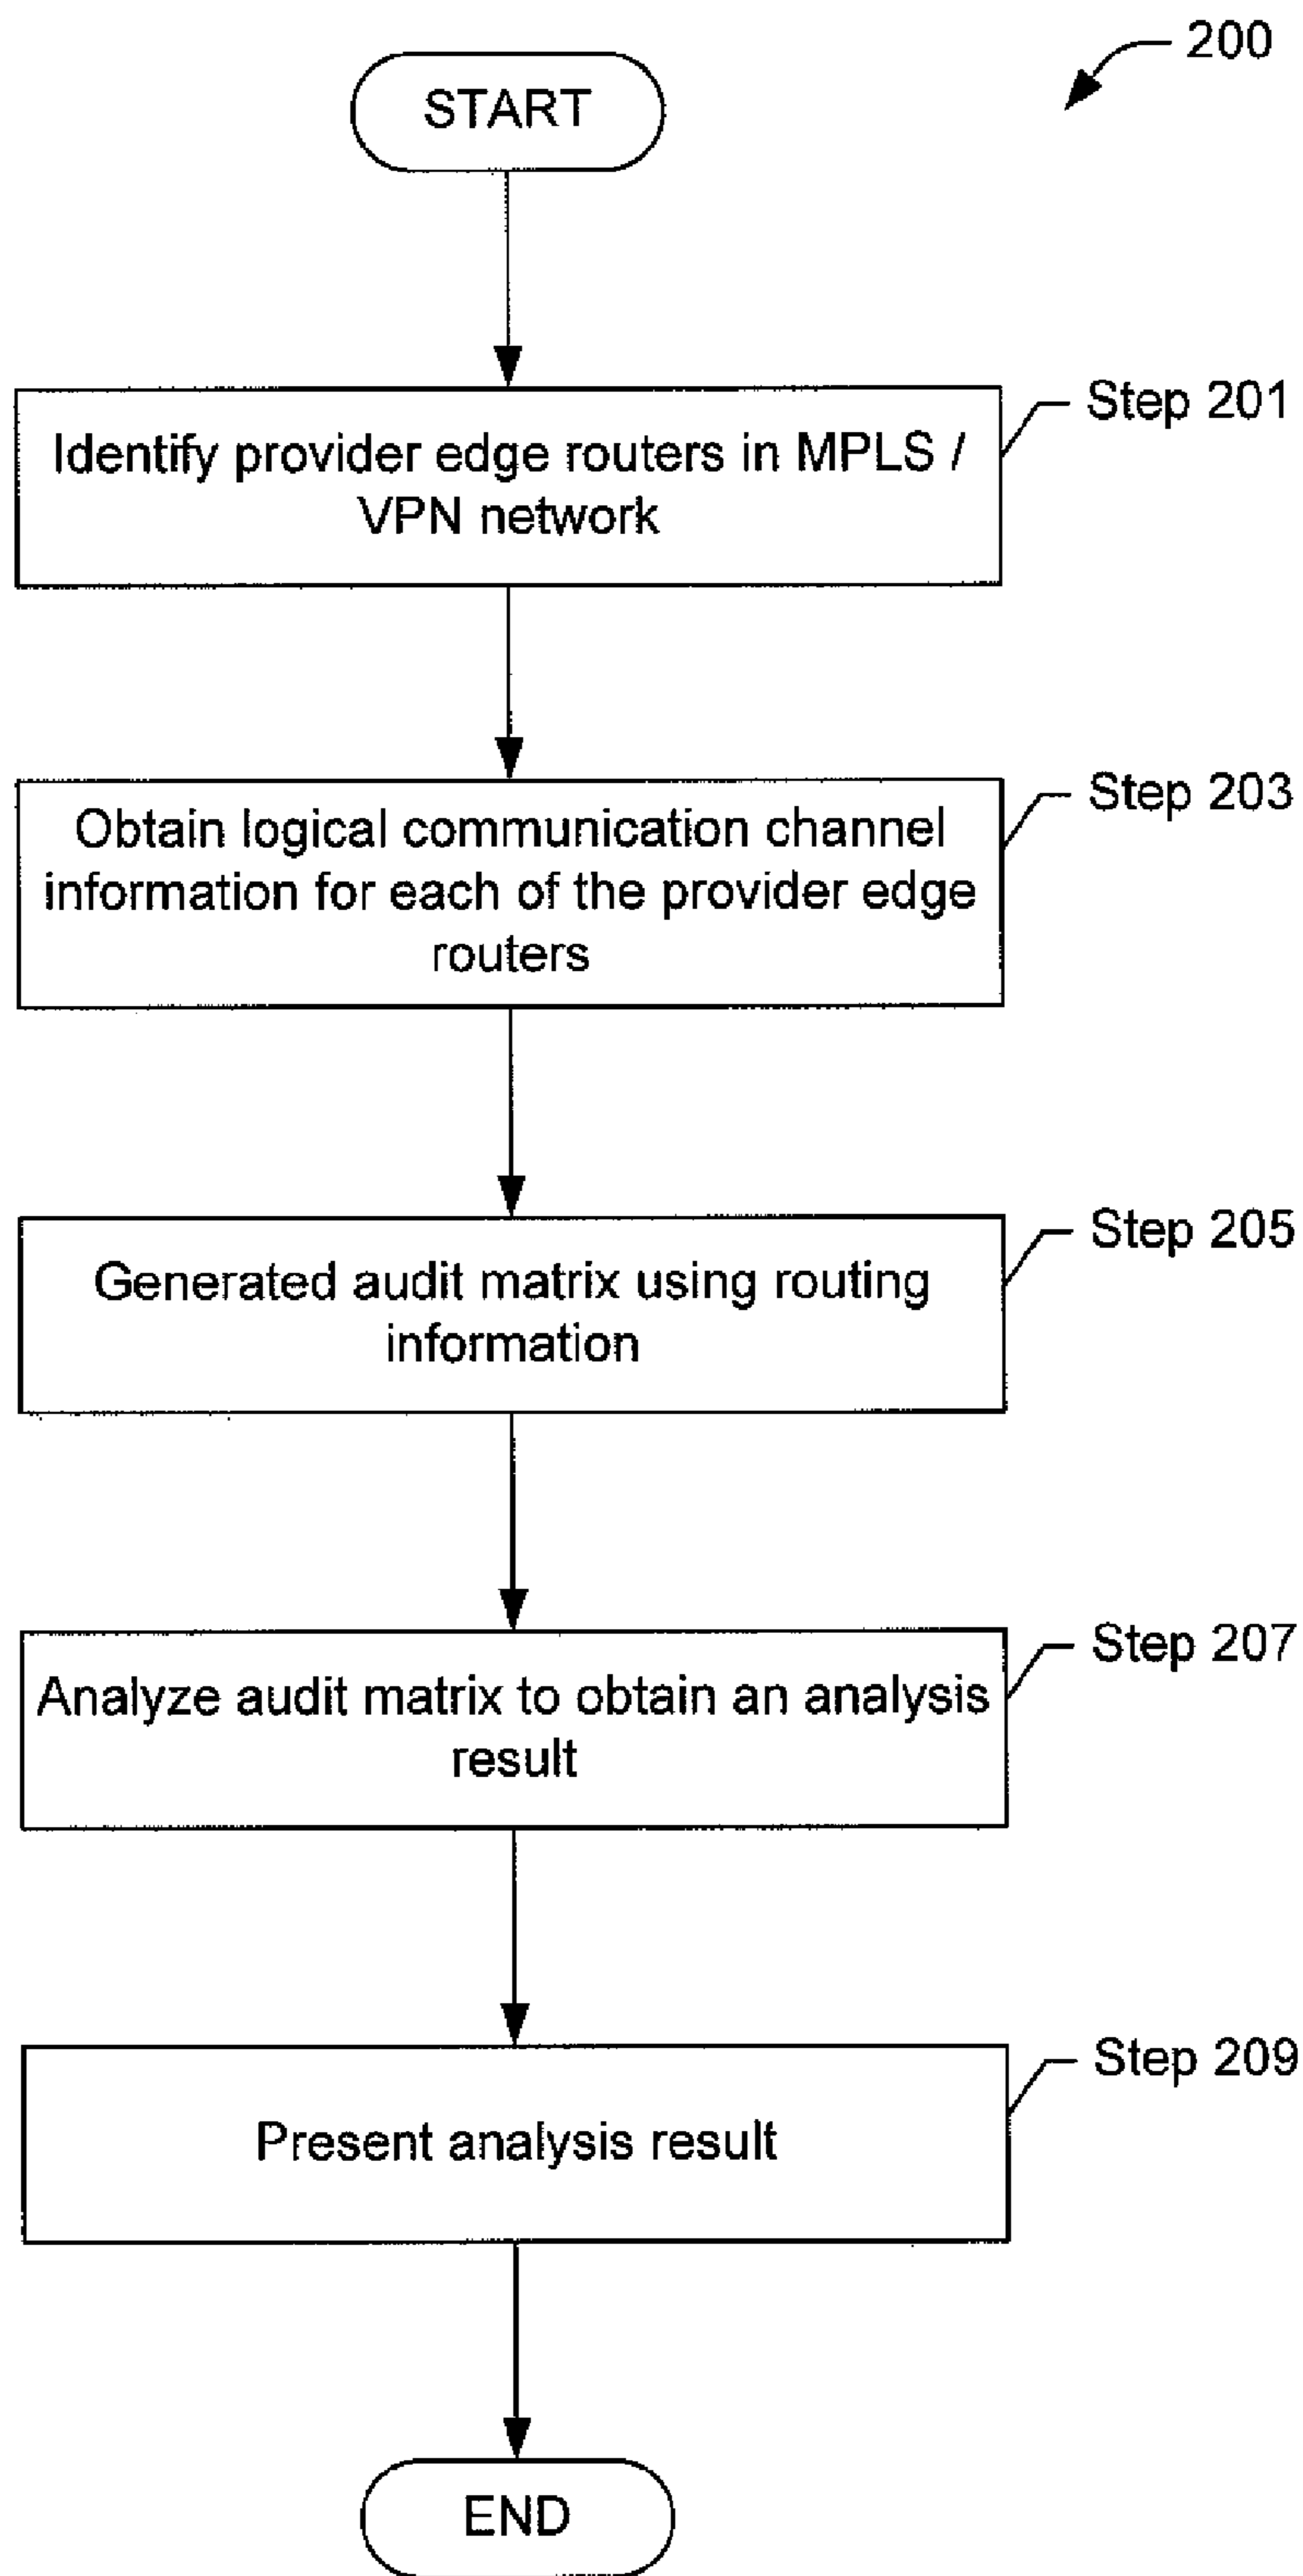 200
START
Step 201
Identify provider edge routers in MPLS /
VPN network
Step 203
Obtain logical communication channel
information for each of the provider edge
routers
Step 205
Generated audit matrix using routing
information
Step 207
Analyze audit matrix to obtain an analysis
result
Step 209
Present analysis result
END